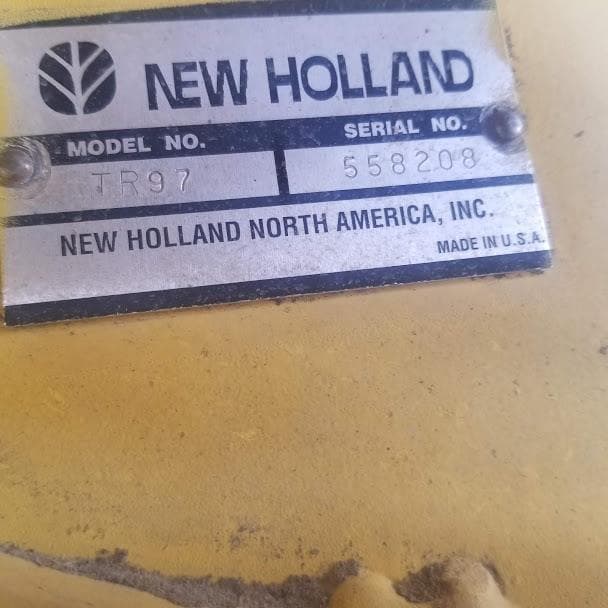 NEW HOLLAND
MODEL NO. SERIAL NO.
TR97 558208
NEW HOLLAND NORTH AMERICA, INC.
MADE IN U.S.A.